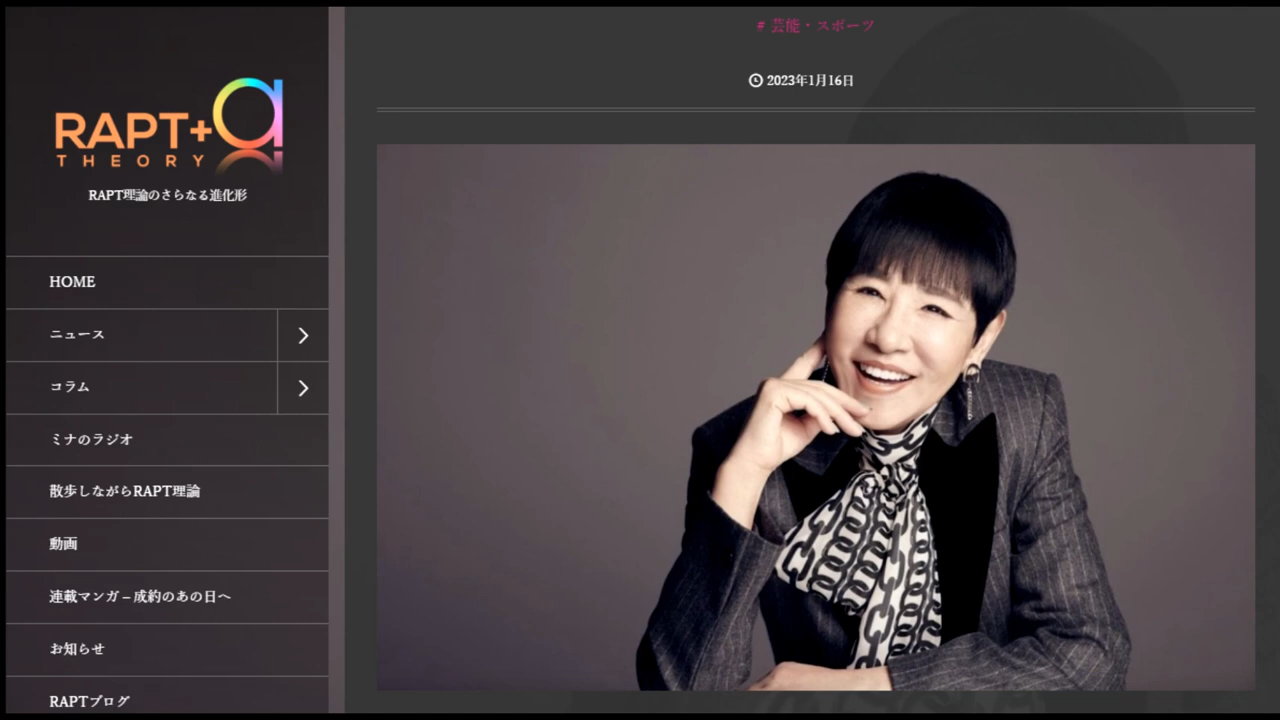 RAPT+a
THEORY
RAPT理論のさらなる進化形
HOME
ニュース
コラム
ミナのラジオ
散歩しながらRAPT理論
動画
連載マンガ – 成約のあの日へ
お知らせ
RAPTブログ
# 芸能・スポーツ
2023年1月16日